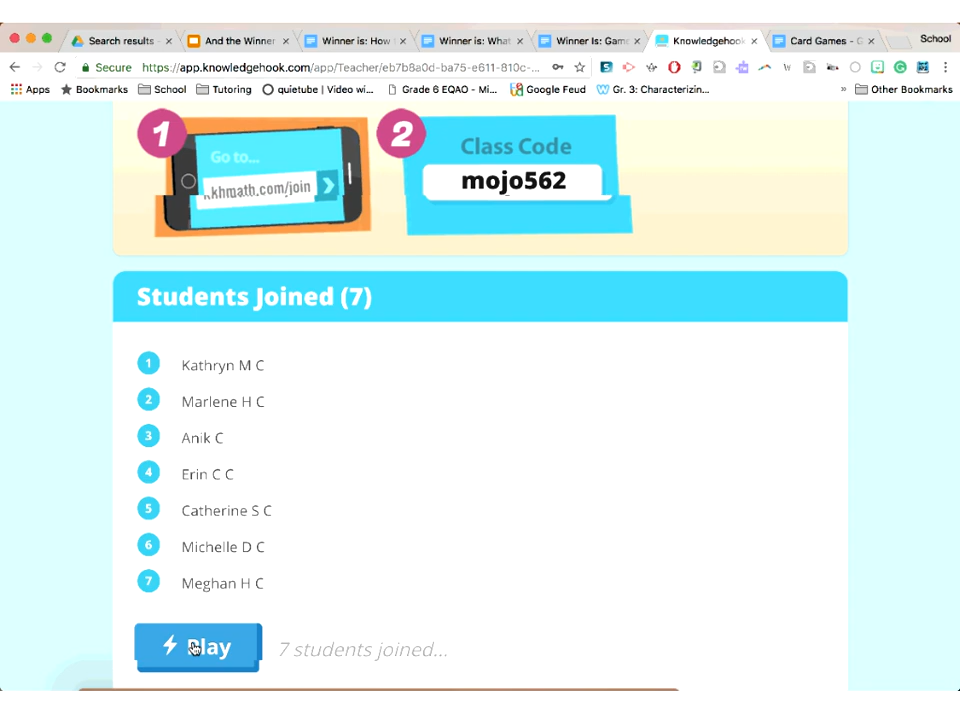 Search results - × And the Winner × Winner is: How × Winner is: What × Winner Is: Gam × Knowledgehook × Card Games - G × School
Secure https://app.knowledgehook.com/app/Teacher/eb7b8a0d-ba75-e611-810c-...
Apps Bookmarks School Tutoring quietube | Video wi... Grade 6 EQAO - Mi... Google Feud Gr. 3: Characterizin... » Other Bookmarks
1 Go to... khmath.com/join
2 Class Code
mojo562
Students Joined (7)
1 Kathryn M C
2 Marlene H C
3 Anik C
4 Erin C C
5 Catherine S C
6 Michelle D C
7 Meghan H C
Play 7 students joined...